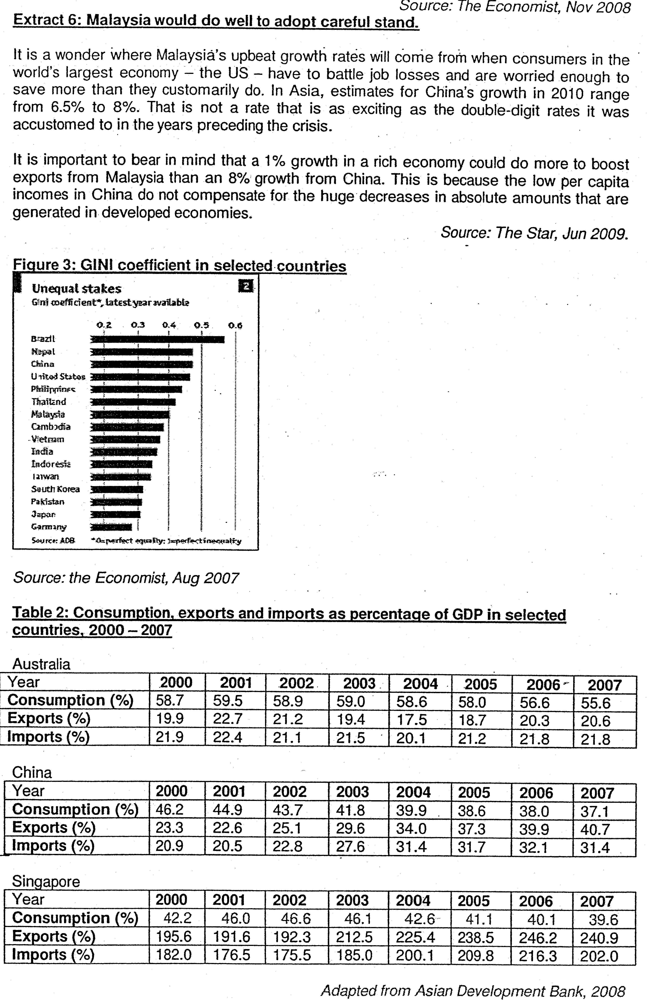 Source: The Economist, Nov 2008
Extract 6: Malaysia would do well to adopt careful stand.
It is a wonder where Malaysia's upbeat growth rates will come from when consumers in the
world's largest economy – the US – have to battle job losses and are worried enough to
save more than they customarily do. In Asia, estimates for China's growth in 2010 range
from 6.5% to 8%. That is not a rate that is as exciting as the double-digit rates it was
accustomed to in the years preceding the crisis.
It is important to bear in mind that a 1% growth in a rich economy could do more to boost
exports from Malaysia than an 8% growth from China. This is because the low per capita
incomes in China do not compensate for the huge decreases in absolute amounts that are
generated in developed economies.
Source: The Star, Jun 2009.
Figure 3: GINI coefficient in selected countries
Unequal stakes 2
Gini coefficient*, latest year available
0.2 0.3 0.4 0.5 0.6
Brazil
Nepal
China
United States
Philippines
Thailand
Malaysia
Cambodia
Vietnam
India
Indonesia
Taiwan
South Korea
Pakistan
Japan
Germany
Source: ADB *0=perfect equality; 1=perfect inequality
Source: the Economist, Aug 2007
Table 2: Consumption, exports and imports as percentage of GDP in selected
countries, 2000 – 2007
Australia
Year 2000 2001 2002 2003 2004 2005 2006 2007
Consumption (%) 58.7 59.5 58.9 59.0 58.6 58.0 56.6 55.6
Exports (%) 19.9 22.7 21.2 19.4 17.5 18.7 20.3 20.6
Imports (%) 21.9 22.4 21.1 21.5 20.1 21.2 21.8 21.8
China
Year 2000 2001 2002 2003 2004 2005 2006 2007
Consumption (%) 46.2 44.9 43.7 41.8 39.9 38.6 38.0 37.1
Exports (%) 23.3 22.6 25.1 29.6 34.0 37.3 39.9 40.7
Imports (%) 20.9 20.5 22.8 27.6 31.4 31.7 32.1 31.4
Singapore
Year 2000 2001 2002 2003 2004 2005 2006 2007
Consumption (%) 42.2 46.0 46.6 46.1 42.6 41.1 40.1 39.6
Exports (%) 195.6 191.6 192.3 212.5 225.4 238.5 246.2 240.9
Imports (%) 182.0 176.5 175.5 185.0 200.1 209.8 216.3 202.0
Adapted from Asian Development Bank, 2008